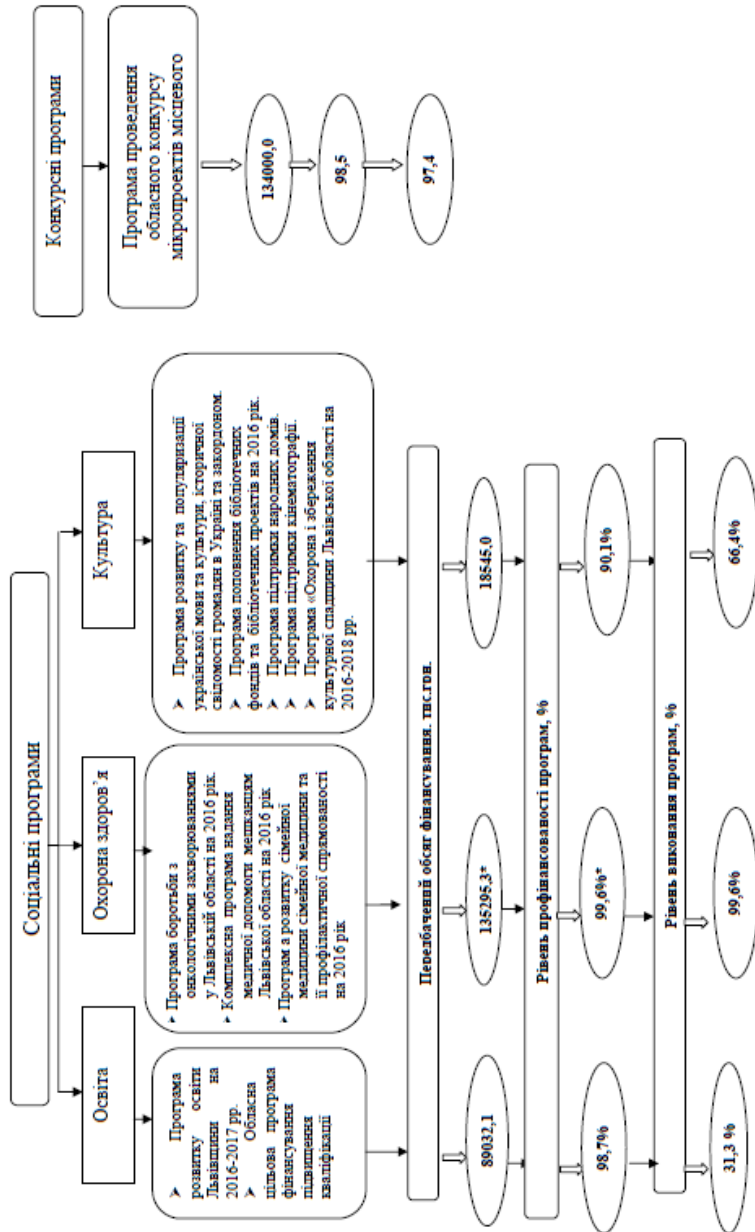 Соціальні програми
Конкурсні програми
Освіта
Охорона здоров'я
Культура
➢ Програма
розвитку освіти
Львівщини на
2016-2017 рр.
➢ Обласна
цільова програма
фінансування
підвищення
кваліфікації
➢ Програма боротьби з
онкологічними захворюваннями
у Львівській області на 2016 рік.
➢ Комплексна програма надання
медичної допомоги мешканцям
Львівської області на 2016 рік
➢ Програм а розвитку сімейної
медицини сімейної медицини та
її профілактичної спрямованості
на 2016 рік
➢ Програма розвитку та популяризації
української мови та культури, історичної
свідомості громадян в Україні та закордоном.
➢ Програма поповнення бібліотечних
фондів та бібліотечних проектів на 2016 рік.
➢ Програма підтримки народних домів.
➢ Програма підтримки кінематографії.
➢ Програма «Охорона і збереження
культурної спадщини Львівської області на
2016-2018 рр.
Програма проведення
обласного конкурсу
мікропроектів місцевого
Передбачений обсяг фінансування, тис.грн.
89032,1
135295,3*
18545,0
134000,0
Рівень профінансованості програм, %
98,7%
99,6%*
90,1%
98,5
Рівень виконання програм, %
31,3 %
99,6%
66,4%
97,4